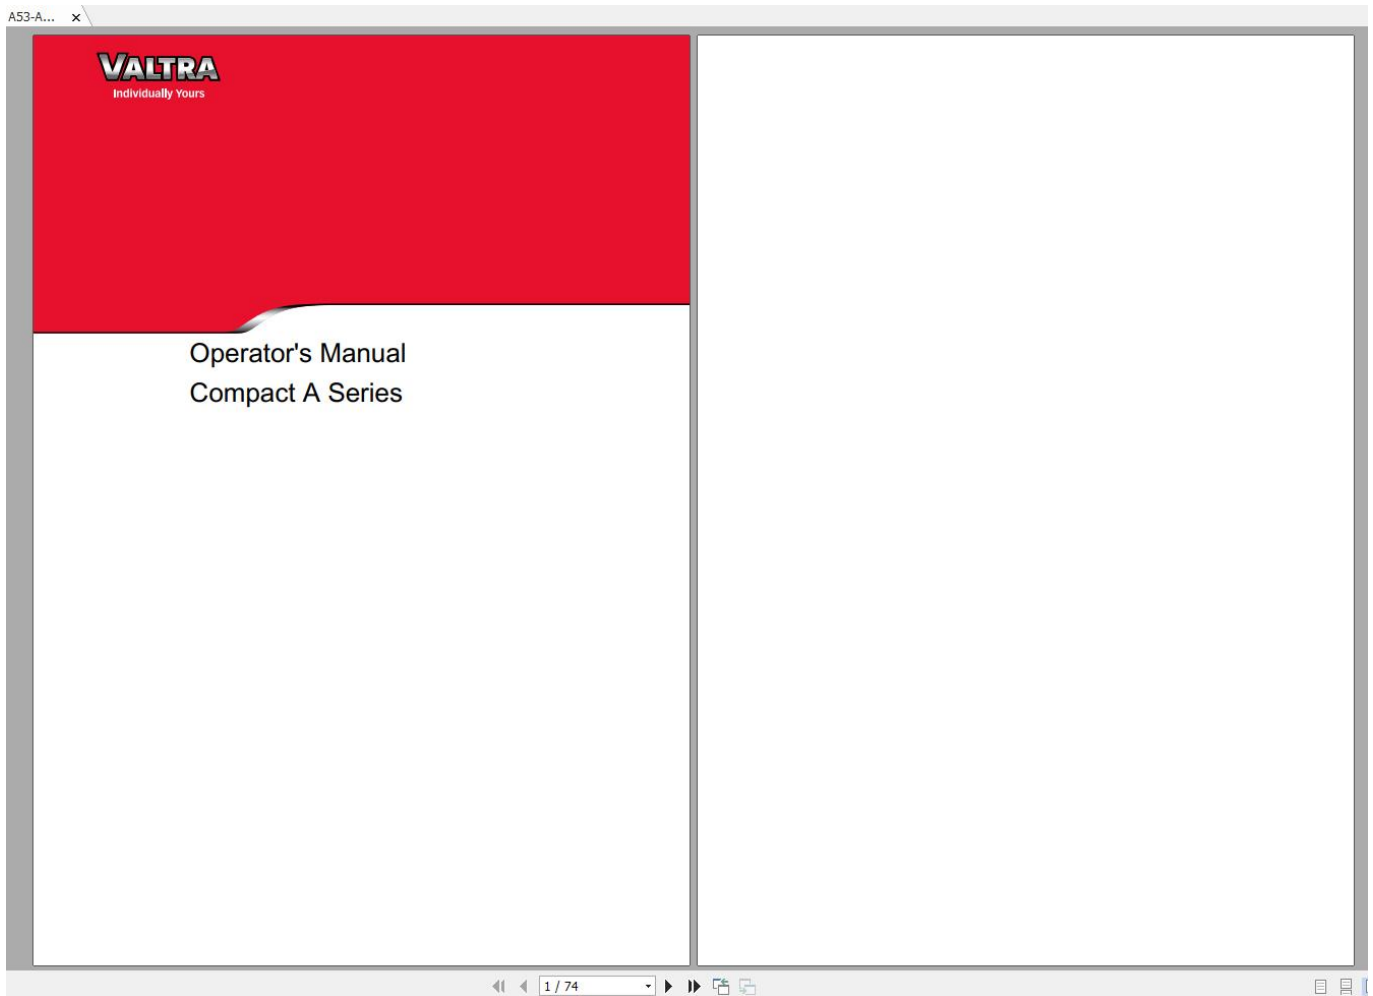 A53-A...
VALTRA
Individually Yours
Operator's Manual
Compact A Series
1 / 74